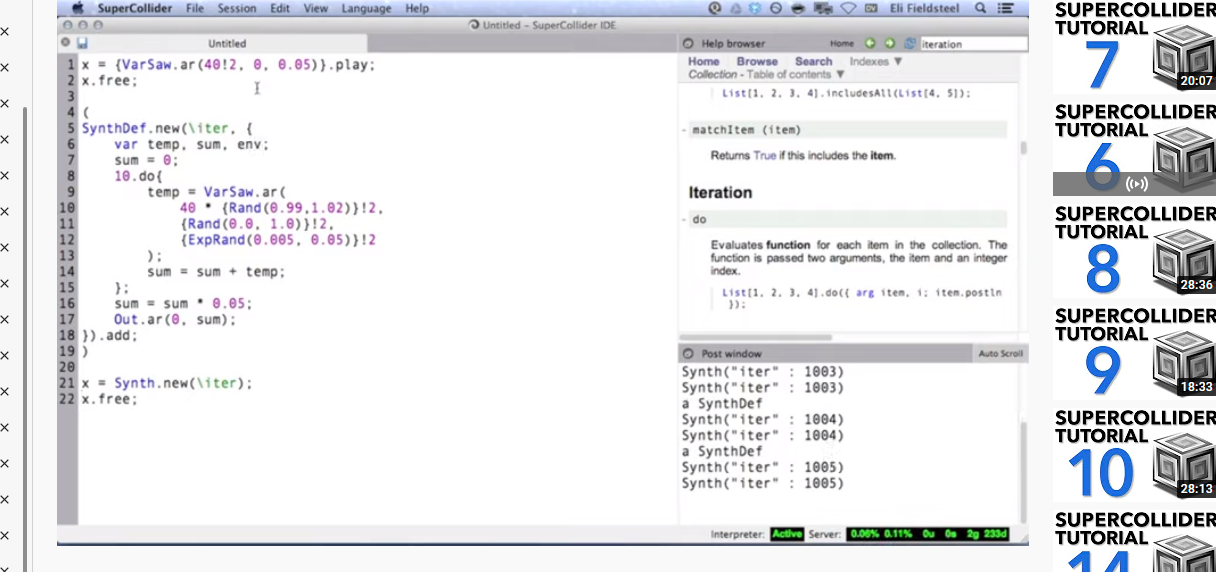 SuperCollider File Session Edit View Language Help Eli Fieldsteel
Untitled – SuperCollider IDE
Untitled
1 x = {VarSaw.ar(40!2, 0, 0.05)}.play;
2 x.free;
3
4 (
5 SynthDef.new(\iter, {
6 var temp, sum, env;
7 sum = 0;
8 10.do{
9 temp = VarSaw.ar(
10 40 * {Rand(0.99,1.02)}!2,
11 {Rand(0.0, 1.0)}!2,
12 {ExpRand(0.005, 0.05)}!2
13 );
14 sum = sum + temp;
15 };
16 sum = sum * 0.05;
17 Out.ar(0, sum);
18 }).add;
19 )
20
21 x = Synth.new(\iter);
22 x.free;
Help browser Home iteration
Home Browse Search Indexes ▼
Collection - Table of contents ▼
List[1, 2, 3, 4].includesAll(List[4, 5]);
- matchItem (item)
Returns True if this includes the item.
Iteration
- do
Evaluates function for each item in the collection. The
function is passed two arguments, the item and an integer
index.
List[1, 2, 3, 4].do({ arg item, i; item.postln
});
Post window Auto Scroll
Synth("iter" : 1003)
Synth("iter" : 1003)
a SynthDef
Synth("iter" : 1004)
Synth("iter" : 1004)
a SynthDef
Synth("iter" : 1005)
Synth("iter" : 1005)
Interpreter: Active Server: 0.06% 0.11% 0u 0s 2g 233d
SUPERCOLLIDER
TUTORIAL
7
20:07
SUPERCOLLIDER
TUTORIAL
6
SUPERCOLLIDER
TUTORIAL
8
28:36
SUPERCOLLIDER
TUTORIAL
9
18:33
SUPERCOLLIDER
TUTORIAL
10
28:13
SUPERCOLLIDER
TUTORIAL
14